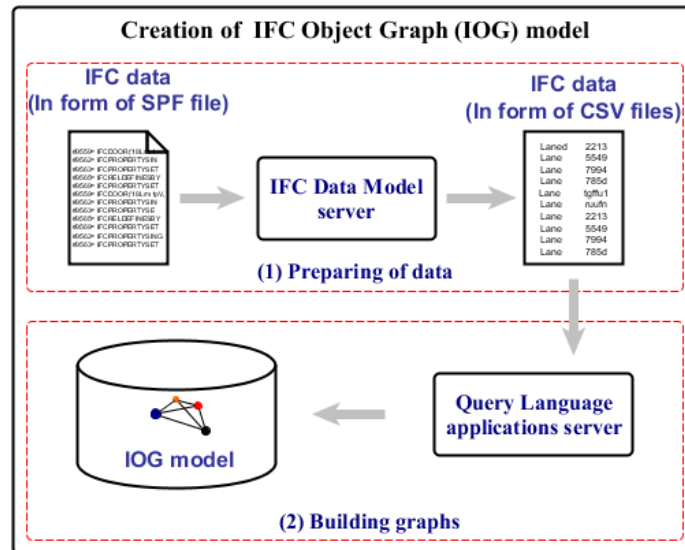 Creation of IFC Object Graph (IOG) model
IFC data
(In form of SPF file)
IFC data
(In form of CSV files)
IFC Data Model
server
Laned 2213
Lane 5549
Lane 7994
Lane 785d
Lane tgffu1
Lane ruufn
Lane 2213
Lane 5549
Lane 7994
Lane 785d
(1) Preparing of data
Query Language
applications server
IOG model
(2) Building graphs